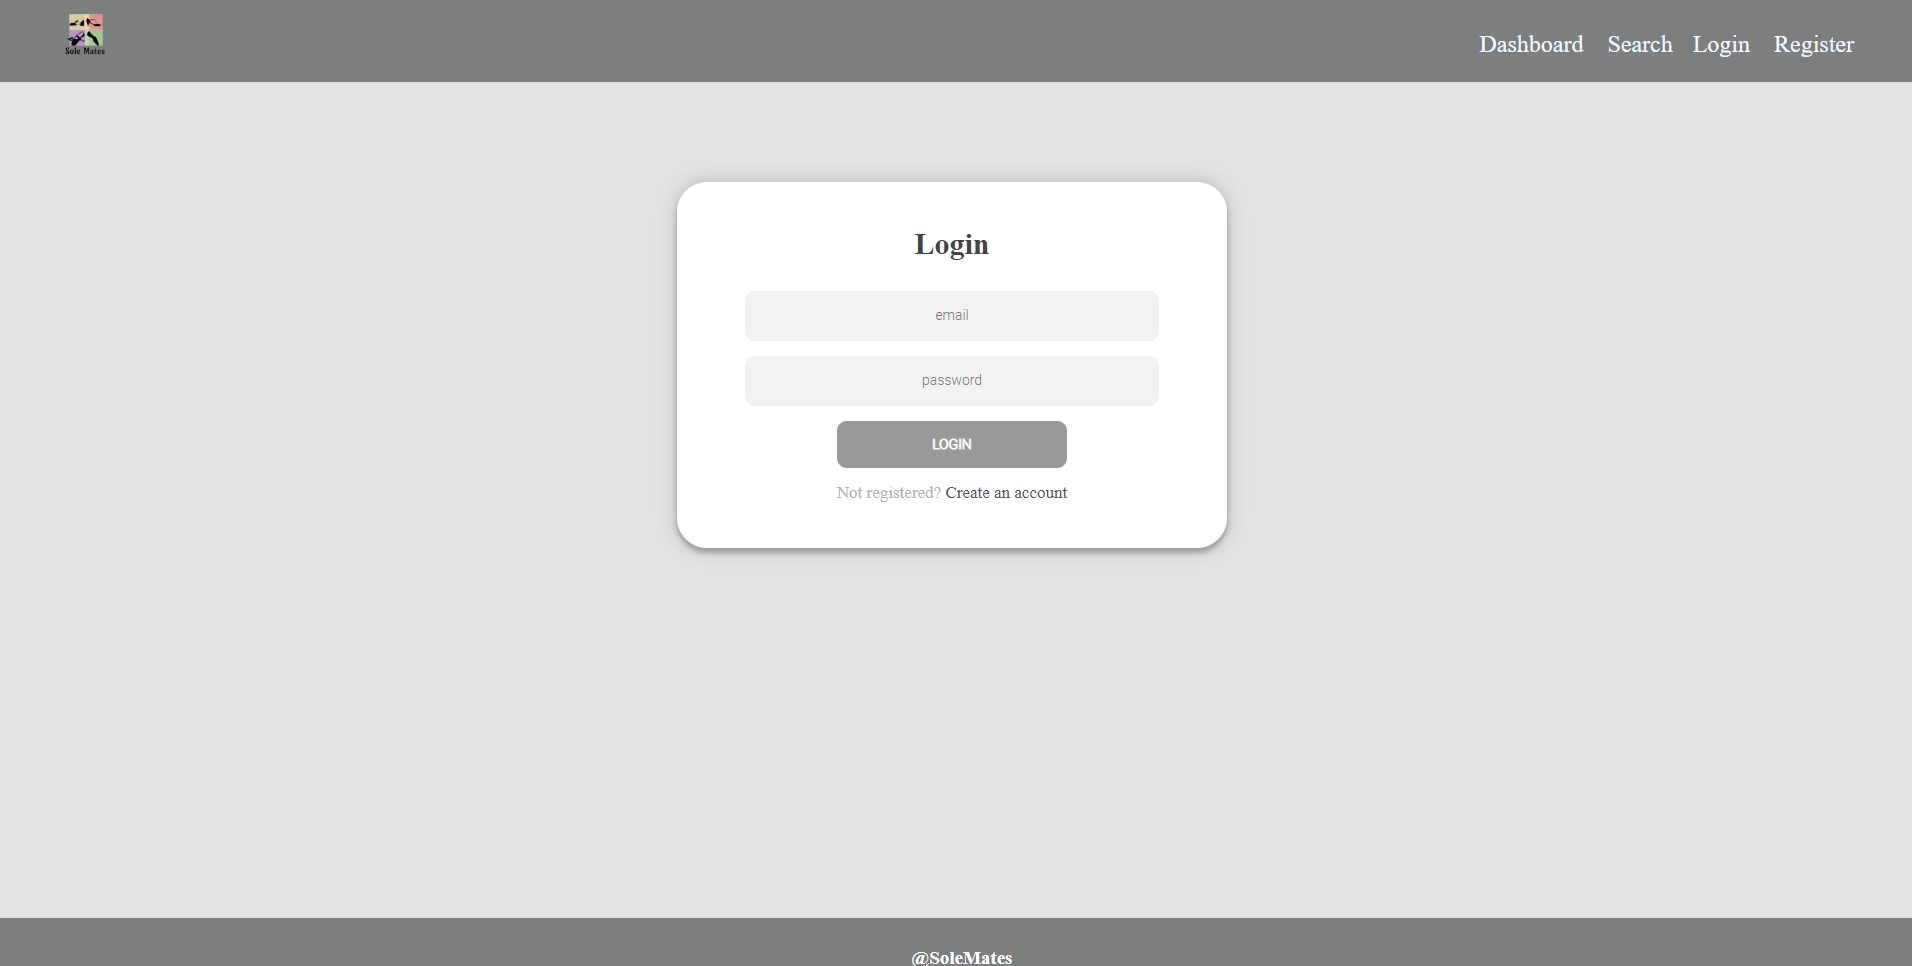 Sole Mates
Dashboard Search Login Register
Login
email
password
LOGIN
Not registered? Create an account
@SoleMates